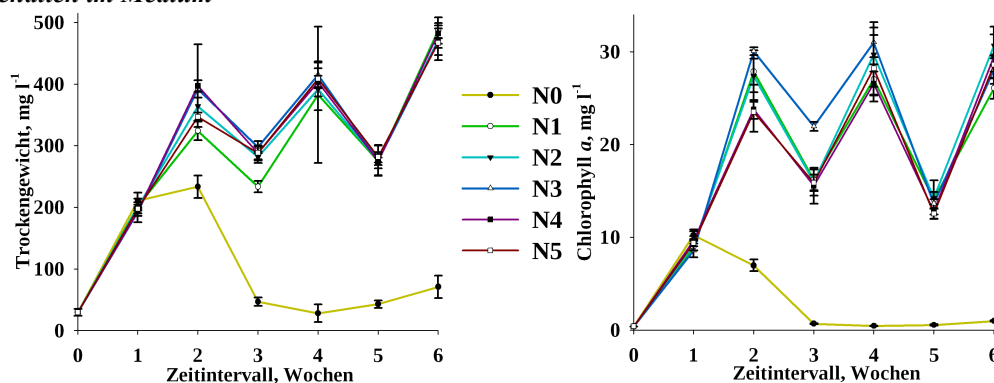 500
400
300
200
100
0
Trockengewicht, mg l-1
0 1 2 3 4 5 6
Zeitintervall, Wochen
N0
N1
N2
N3
N4
N5
30
20
10
0
Chlorophyll a, mg l-1
0 1 2 3 4 5 6
Zeitintervall, Wochen